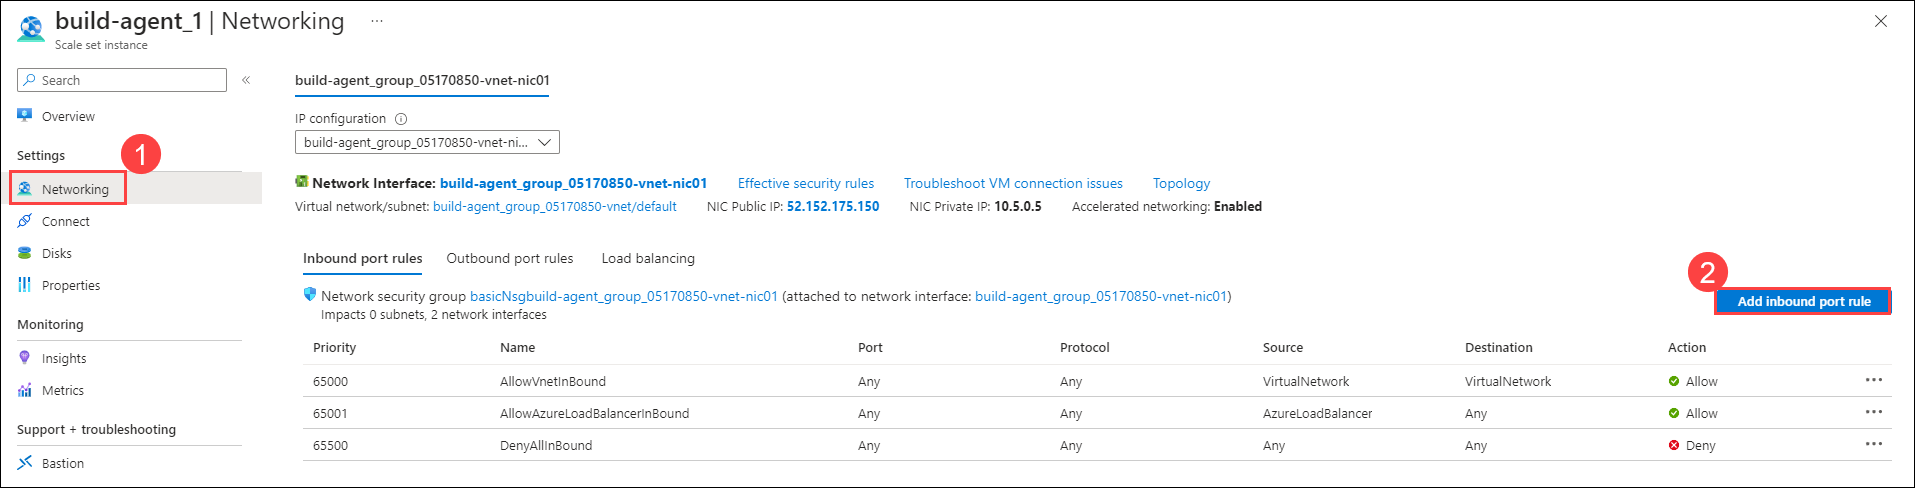 build-agent_1 | Networking ...
Scale set instance
Search
«
Overview
Settings
1
Networking
Connect
Disks
Properties
Monitoring
Insights
Metrics
Support + troubleshooting
Bastion
build-agent_group_05170850-vnet-nic01
IP configuration
build-agent_group_05170850-vnet-ni...
Network Interface: build-agent_group_05170850-vnet-nic01 Effective security rules Troubleshoot VM connection issues Topology
Virtual network/subnet: build-agent_group_05170850-vnet/default NIC Public IP: 52.152.175.150 NIC Private IP: 10.5.0.5 Accelerated networking: Enabled
Inbound port rules Outbound port rules Load balancing
2
Network security group basicNsgbuild-agent_group_05170850-vnet-nic01 (attached to network interface: build-agent_group_05170850-vnet-nic01)
Impacts 0 subnets, 2 network interfaces
Add inbound port rule
Priority Name Port Protocol Source Destination Action
65000 AllowVnetInBound Any Any VirtualNetwork VirtualNetwork Allow ...
65001 AllowAzureLoadBalancerInBound Any Any AzureLoadBalancer Any Allow ...
65500 DenyAllInBound Any Any Any Any Deny ...